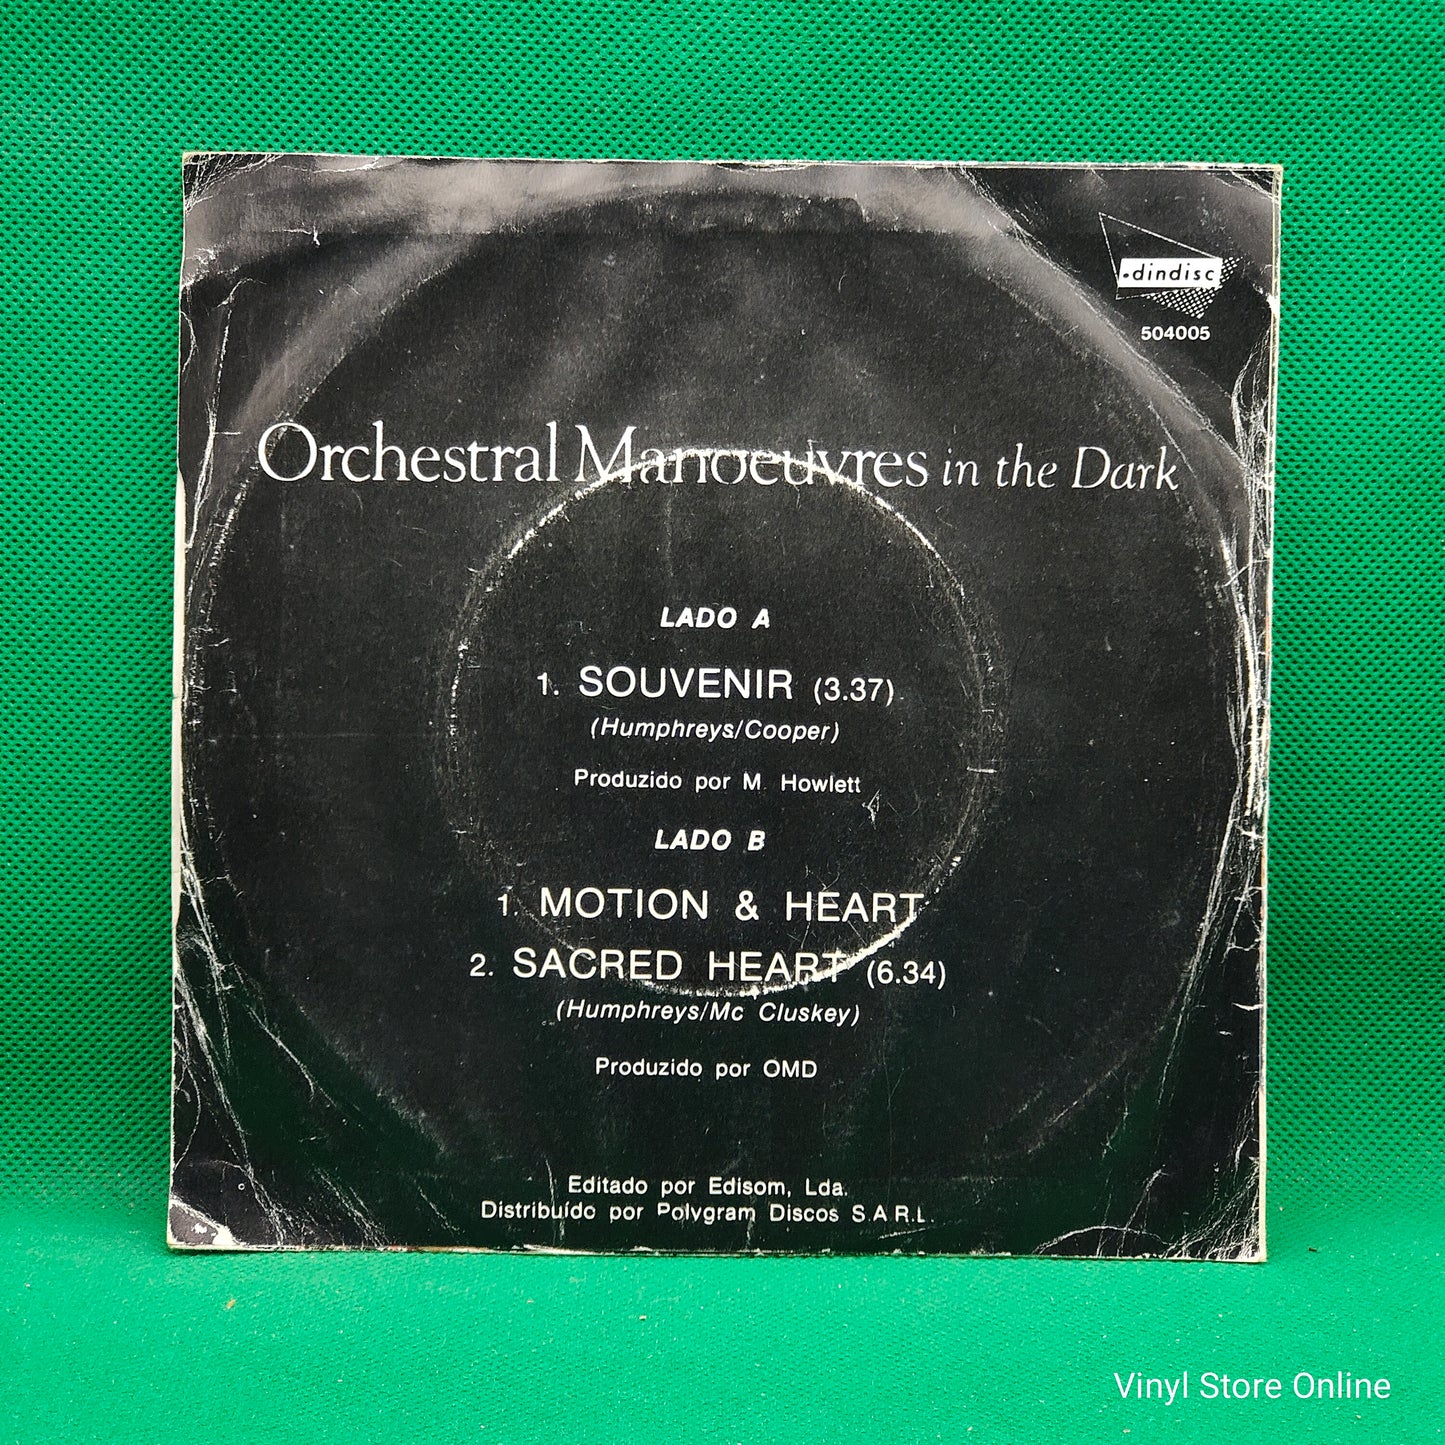 •dindisc
504005
Orchestral Manoeuvres in the Dark
LADO A
1. SOUVENIR (3.37)
(Humphreys/Cooper)
Produzido por M. Howlett
LADO B
1. MOTION & HEART
2. SACRED HEART (6.34)
(Humphreys/Mc Cluskey)
Produzido por OMD
Editado por Edisom, Lda.
Distribuído por Polygram Discos S.A.R.L.
Vinyl Store Online